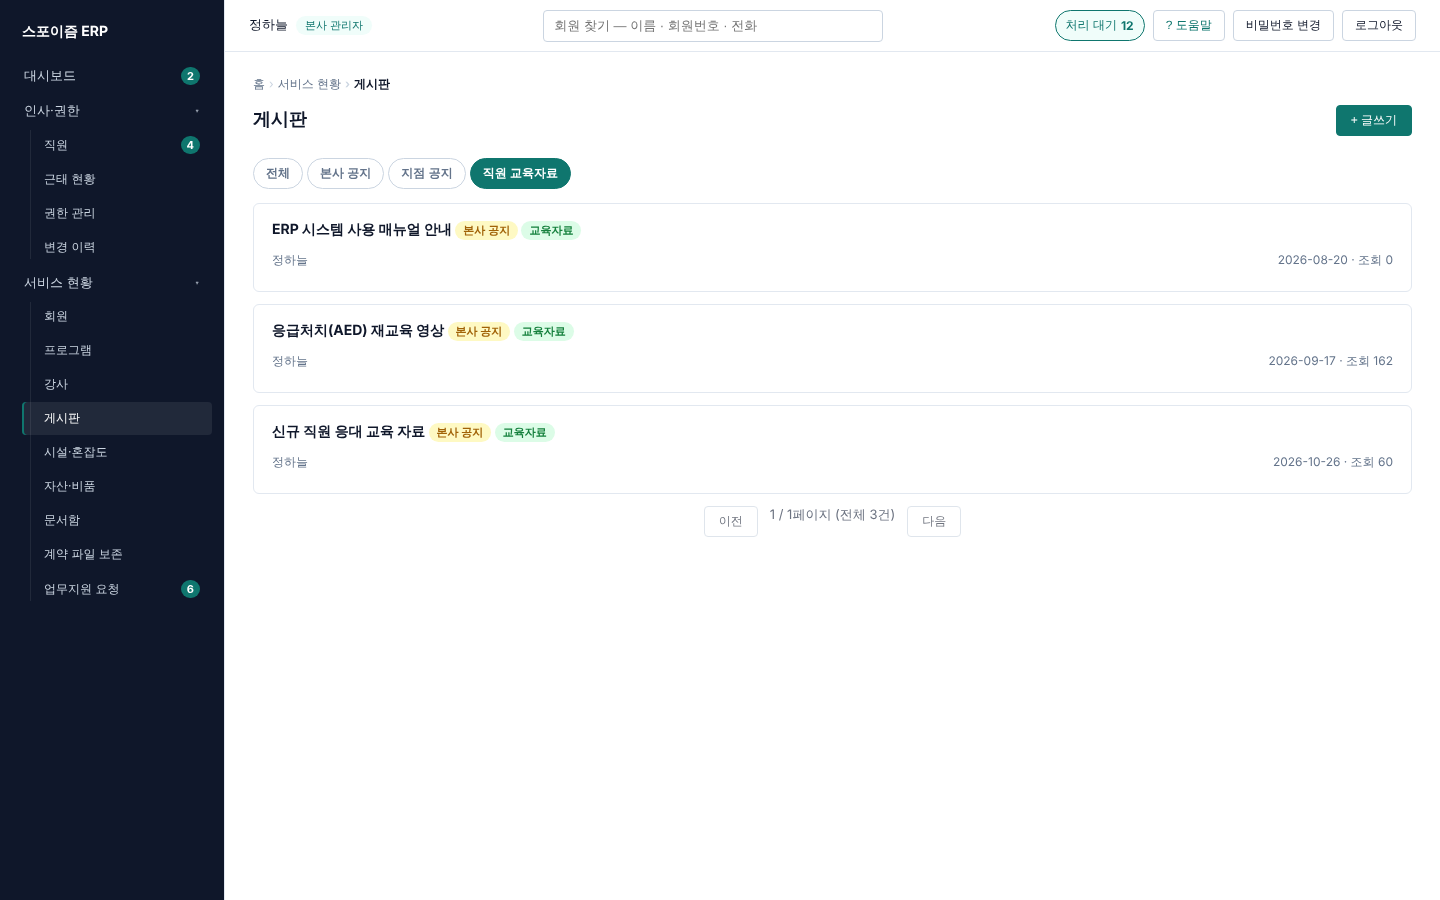 스포이즘 ERP
대시보드 2
인사·권한
직원 4
근태 현황
권한 관리
변경 이력
서비스 현황
회원
프로그램
강사
게시판
시설·혼잡도
자산·비품
문서함
계약 파일 보존
업무지원 요청 6
정하늘 본사 관리자 회원 찾기 — 이름 · 회원번호 · 전화 처리 대기 12 ? 도움말 비밀번호 변경 로그아웃
홈 › 서비스 현황 › 게시판
게시판 + 글쓰기
전체 본사 공지 지점 공지 직원 교육자료
ERP 시스템 사용 매뉴얼 안내 본사 공지 교육자료
정하늘 2026-08-20 · 조회 0
응급처치(AED) 재교육 영상 본사 공지 교육자료
정하늘 2026-09-17 · 조회 162
신규 직원 응대 교육 자료 본사 공지 교육자료
정하늘 2026-10-26 · 조회 60
이전 1 / 1페이지 (전체 3건) 다음